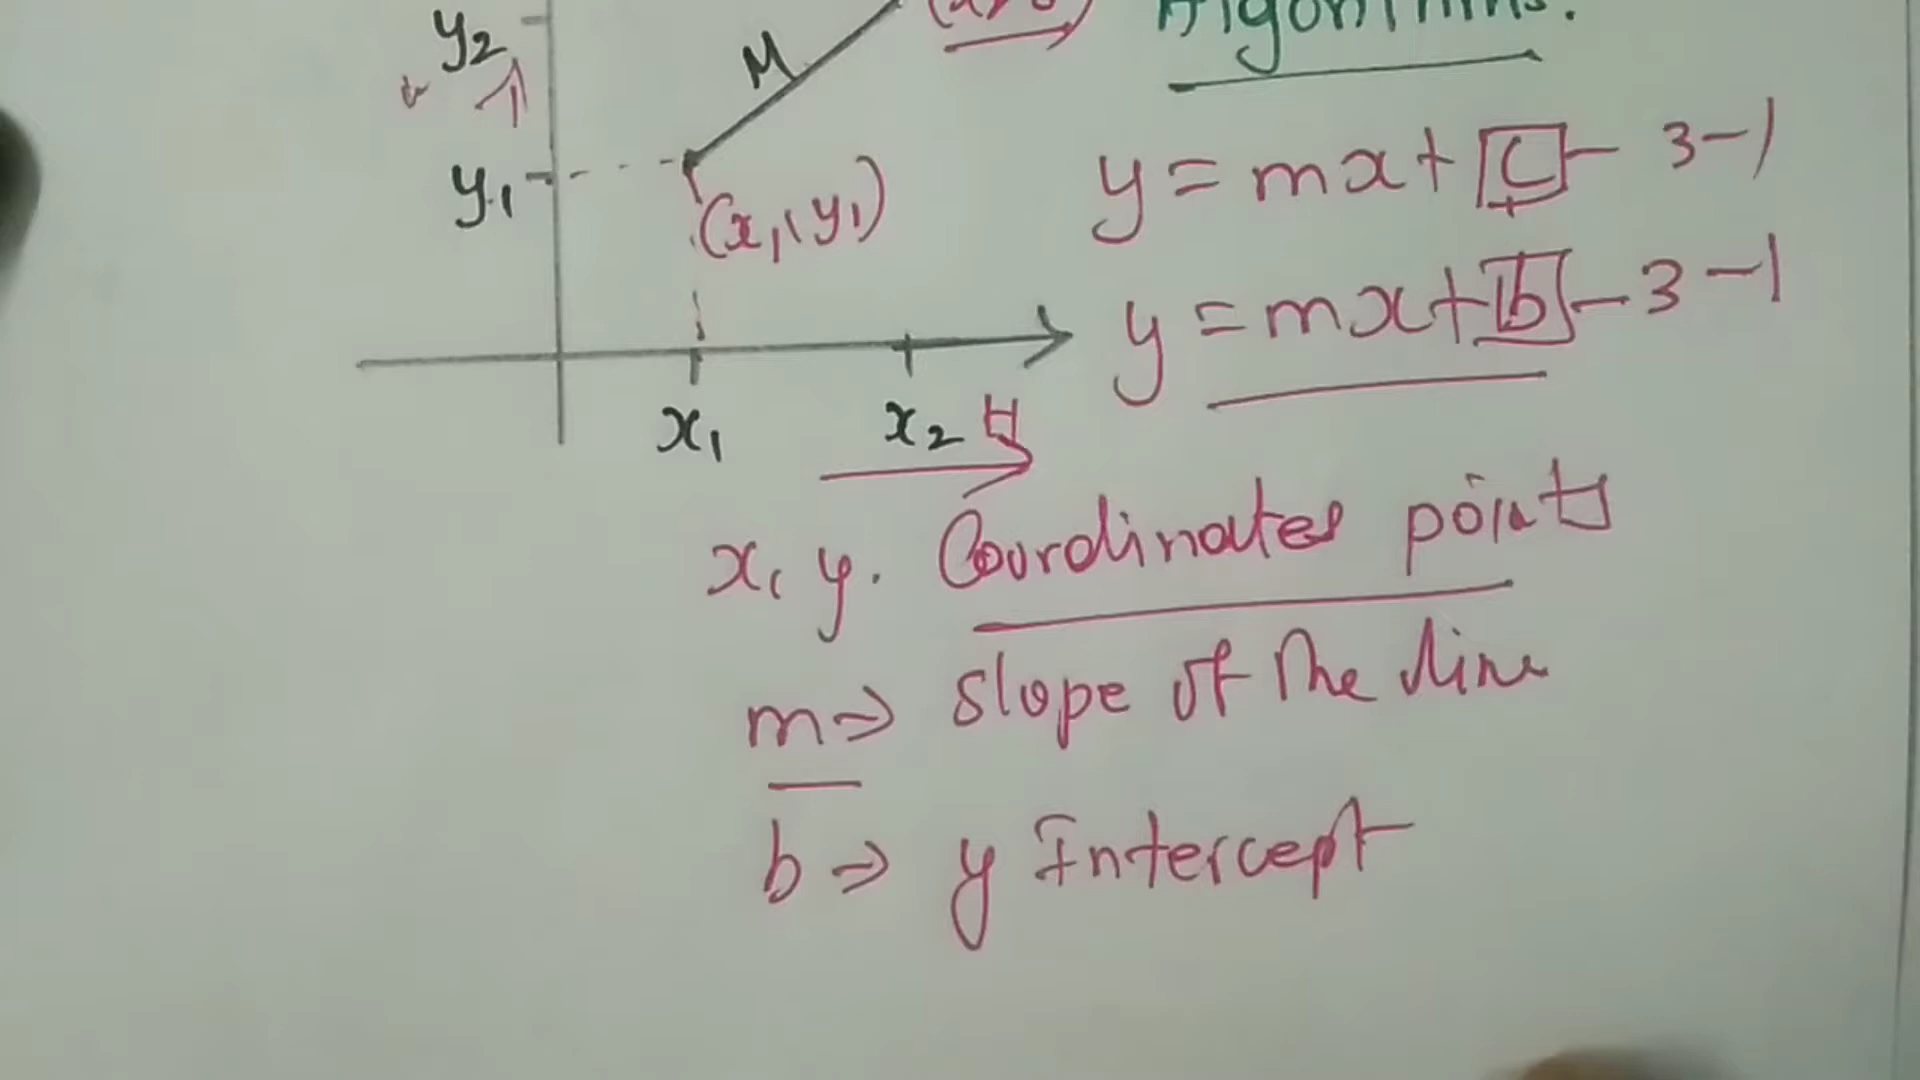 y2
M
Algorithms:
y1
(x1, y1)
y = mx + c - 3-1
y = mx + b - 3-1
x1
x2
x, y. Coordinates points
m ⇒ slope of the line
b ⇒ y Intercept